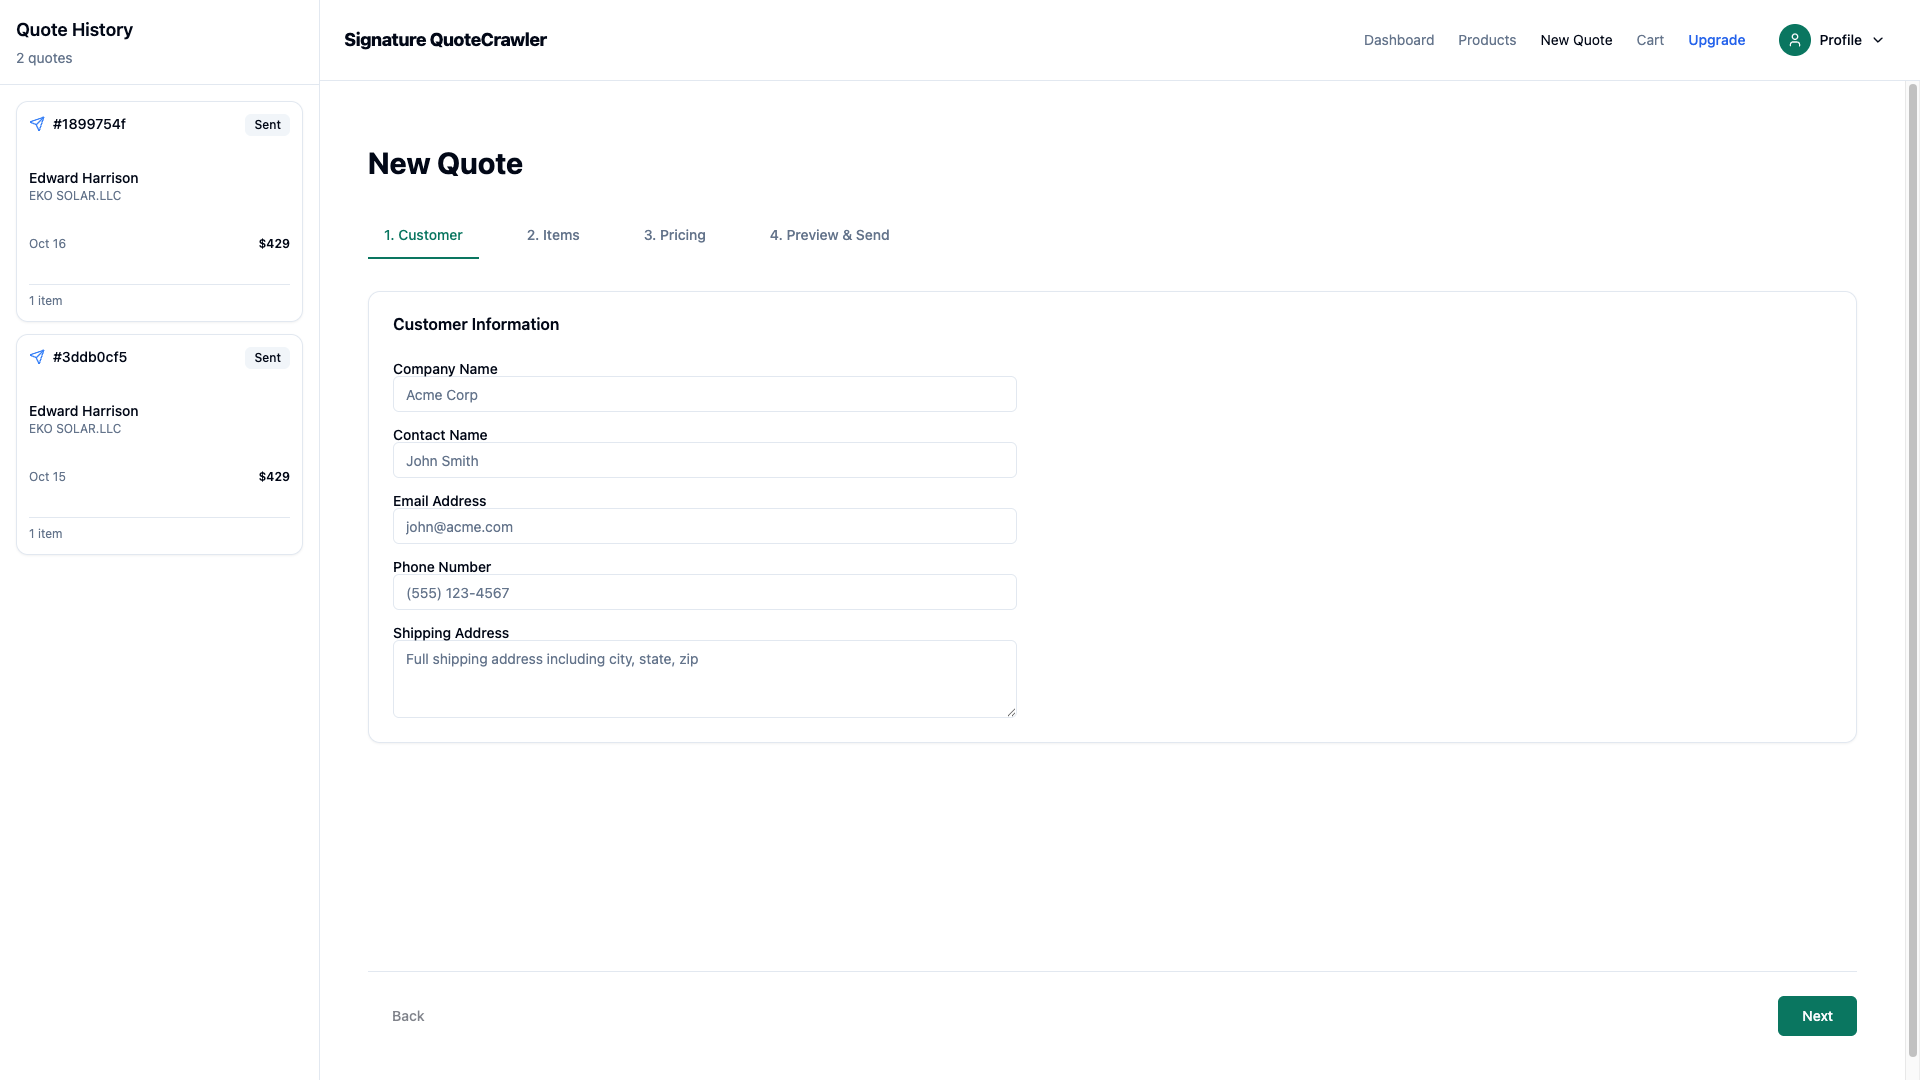 Quote History
2 quotes
#1899754f
Sent
Edward Harrison
EKO SOLAR.LLC
Oct 16
$429
1 item
#3ddb0cf5
Sent
Edward Harrison
EKO SOLAR.LLC
Oct 15
$429
1 item
Signature QuoteCrawler
Dashboard
Products
New Quote
Cart
Upgrade
Profile
New Quote
1. Customer
2. Items
3. Pricing
4. Preview & Send
Customer Information
Company Name
Acme Corp
Contact Name
John Smith
Email Address
john@acme.com
Phone Number
(555) 123-4567
Shipping Address
Full shipping address including city, state, zip
Back
Next